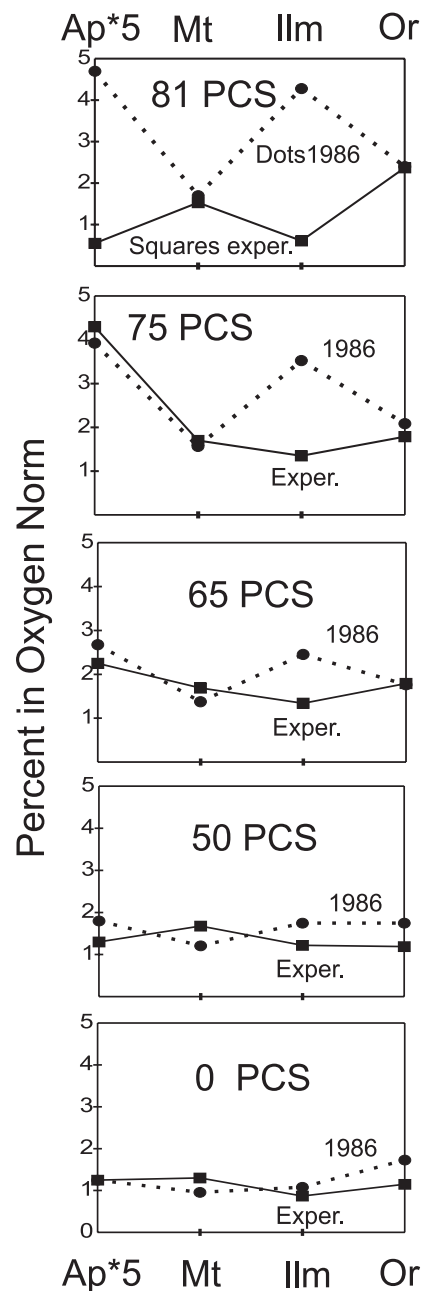 Ap*5 Mt Ilm Or
5
81 PCS
4
3
Dots1986
2
1
Squares exper.
5
75 PCS
4
1986
3
2
1
Exper.
5
65 PCS
4
3
1986
2
1
Exper.
5
50 PCS
4
3
1986
2
1
Exper.
5
4
0 PCS
3
2
1986
1
Exper.
0
Ap*5 Mt Ilm Or
Percent in Oxygen Norm